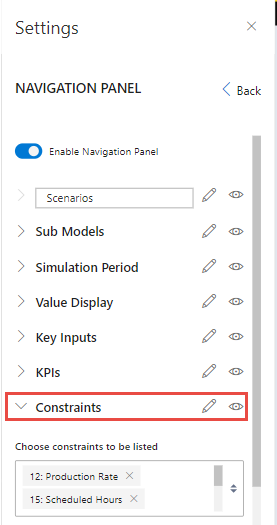 Settings
NAVIGATION PANEL
Back
Enable Navigation Panel
Scenarios
Sub Models
Simulation Period
Value Display
Key Inputs
KPIs
Constraints
Choose constraints to be listed
12: Production Rate
15: Scheduled Hours